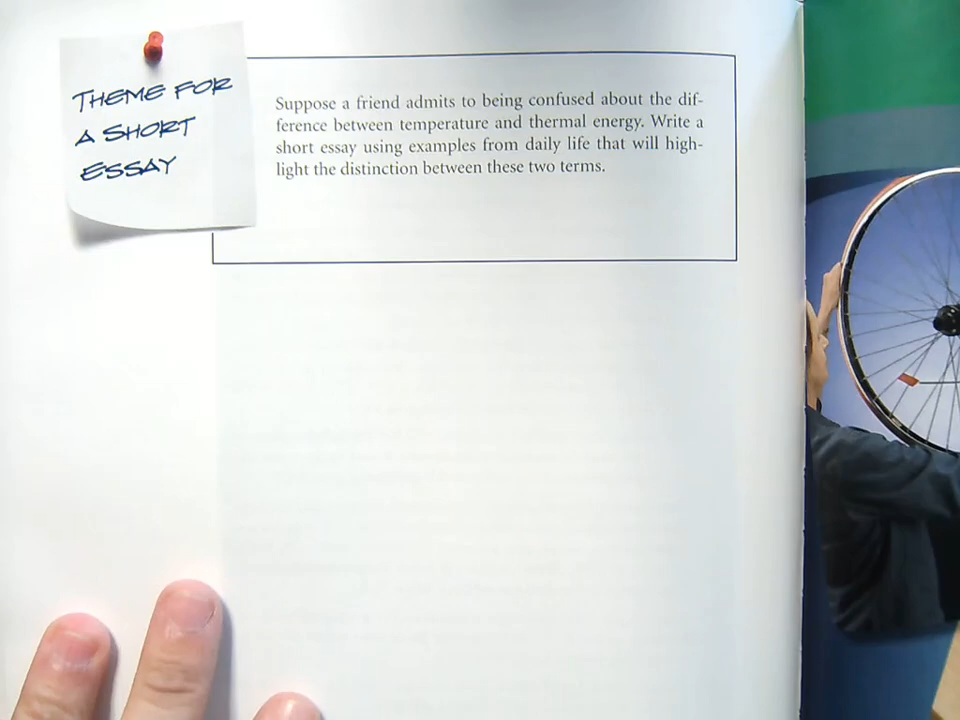 THEME FOR
A SHORT
ESSAY
Suppose a friend admits to being confused about the dif-
ference between temperature and thermal energy. Write a
short essay using examples from daily life that will high-
light the distinction between these two terms.